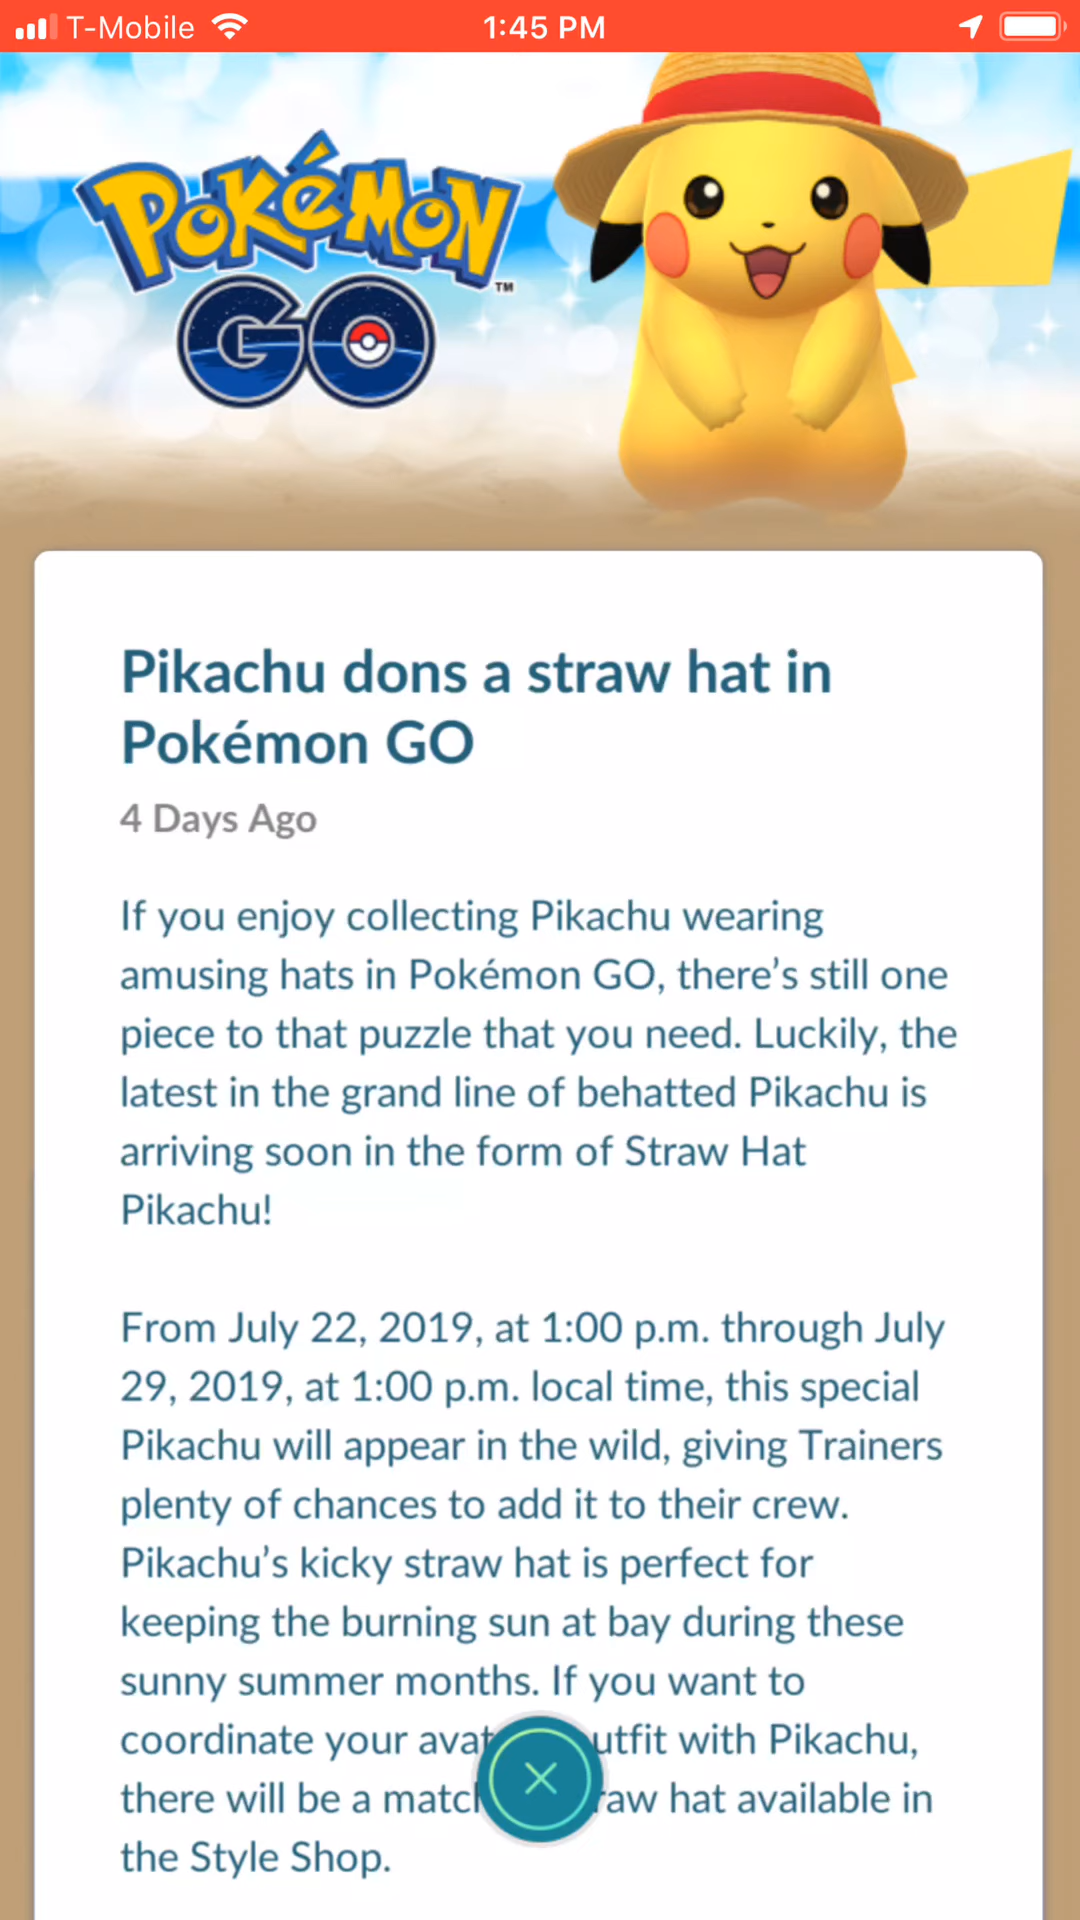 T-Mobile 1:45 PM
POKéMON
TM
GO
Pikachu dons a straw hat in
Pokémon GO
4 Days Ago
If you enjoy collecting Pikachu wearing
amusing hats in Pokémon GO, there’s still one
piece to that puzzle that you need. Luckily, the
latest in the grand line of behatted Pikachu is
arriving soon in the form of Straw Hat
Pikachu!
From July 22, 2019, at 1:00 p.m. through July
29, 2019, at 1:00 p.m. local time, this special
Pikachu will appear in the wild, giving Trainers
plenty of chances to add it to their crew.
Pikachu’s kicky straw hat is perfect for
keeping the burning sun at bay during these
sunny summer months. If you want to
coordinate your with Pikachu,
there will be a hat available in
the Style Shop.